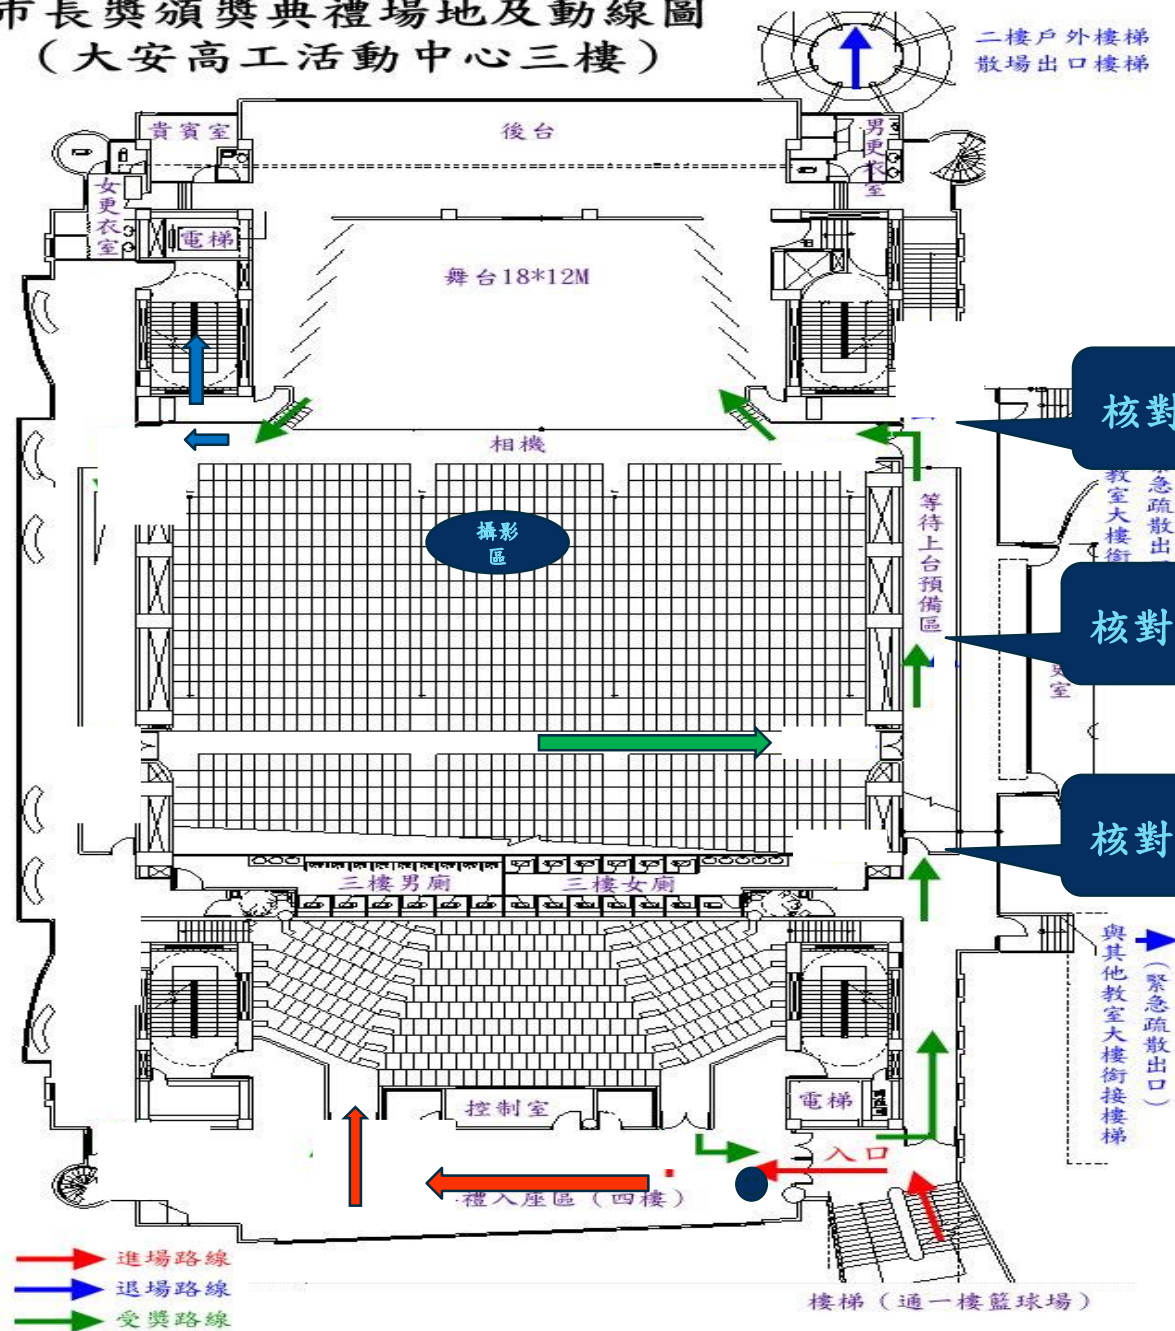 市長獎頒獎典禮場地及動線圖
（大安高工活動中心三樓）
二樓戶外樓梯
散場出口樓梯
貴賓室
後台
男更衣室
女更衣室
電梯
舞台18*12M
核對
相機
攝影
區
等待上台預備區
教室大樓銜
急疏散出
核對
室
核對
三樓男廁
三樓女廁
與其他教室大樓銜接樓梯
（緊急疏散出口）
控制室
電梯
入口
禮入座區（四樓）
進場路線
退場路線
受獎路線
樓梯（通一樓籃球場）